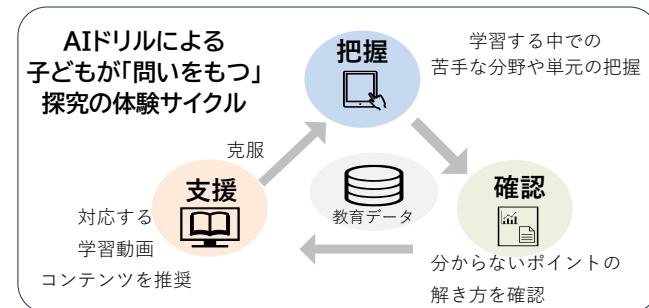 AIドリルによる
子どもが「問いをもつ」
探究の体験サイクル
把握
学習する中での
苦手な分野や単元の把握
克服
支援
確認
教育データ
対応する
学習動画
コンテンツを推奨
分からないポイントの
解き方を確認